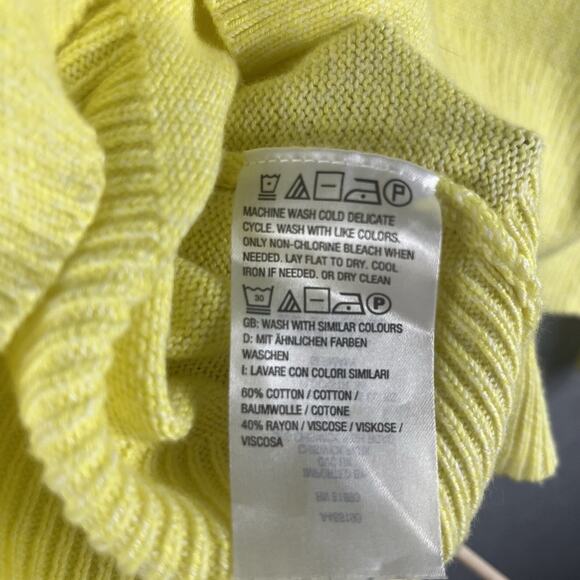 P
MACHINE WASH COLD DELICATE
CYCLE. WASH WITH LIKE COLORS.
ONLY NON-CHLORINE BLEACH WHEN
NEEDED. LAY FLAT TO DRY. COOL
IRON IF NEEDED. OR DRY CLEAN
30 P
GB: WASH WITH SIMILAR COLOURS
D: MIT ÄHNLICHEN FARBEN
WASCHEN
I: LAVARE CON COLORI SIMILARI
60% COTTON / COTTON /
BAUMWOLLE / COTONE
40% RAYON / VISCOSE / VISKOSE /
VISCOSA